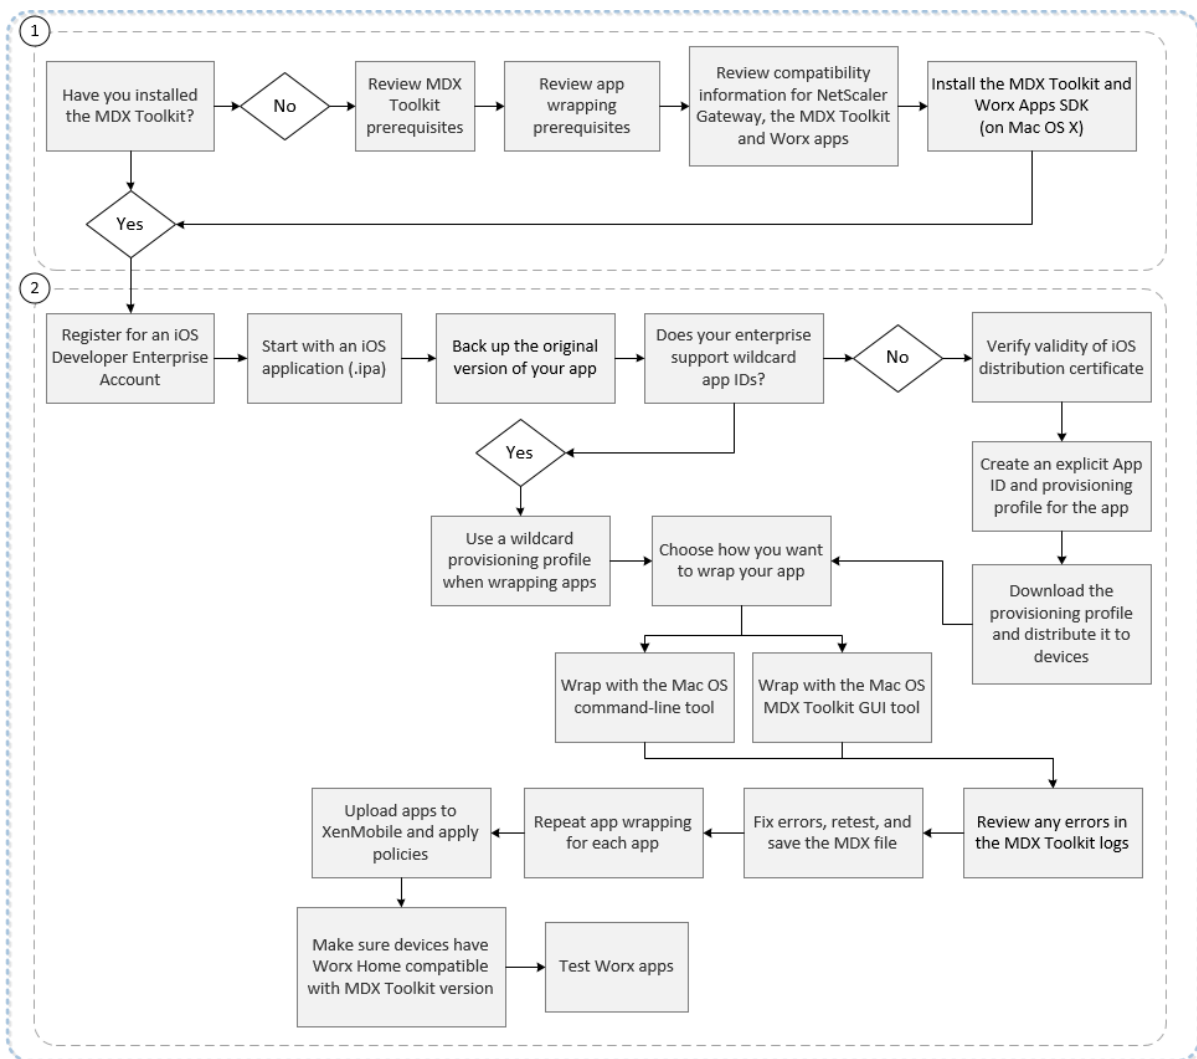 1
Have you installed
the MDX Toolkit?
No
Review MDX
Toolkit
prerequisites
Review app
wrapping
prerequisites
Review compatibility
information for NetScaler
Gateway, the MDX Toolkit
and Worx apps
Install the MDX Toolkit and
Worx Apps SDK
(on Mac OS X)
Yes
2
Register for an iOS
Developer Enterprise
Account
Start with an iOS
application (.ipa)
Back up the original
version of your app
Does your enterprise
support wildcard
app IDs?
No
Verify validity of iOS
distribution certificate
Yes
Create an explicit App
ID and provisioning
profile for the app
Use a wildcard
provisioning profile
when wrapping apps
Choose how you want
to wrap your app
Download the
provisioning profile
and distribute it to
devices
Wrap with the Mac OS
command-line tool
Wrap with the Mac OS
MDX Toolkit GUI tool
Upload apps to
XenMobile and apply
policies
Repeat app wrapping
for each app
Fix errors, retest, and
save the MDX file
Review any errors in
the MDX Toolkit logs
Make sure devices have
Worx Home compatible
with MDX Toolkit version
Test Worx apps